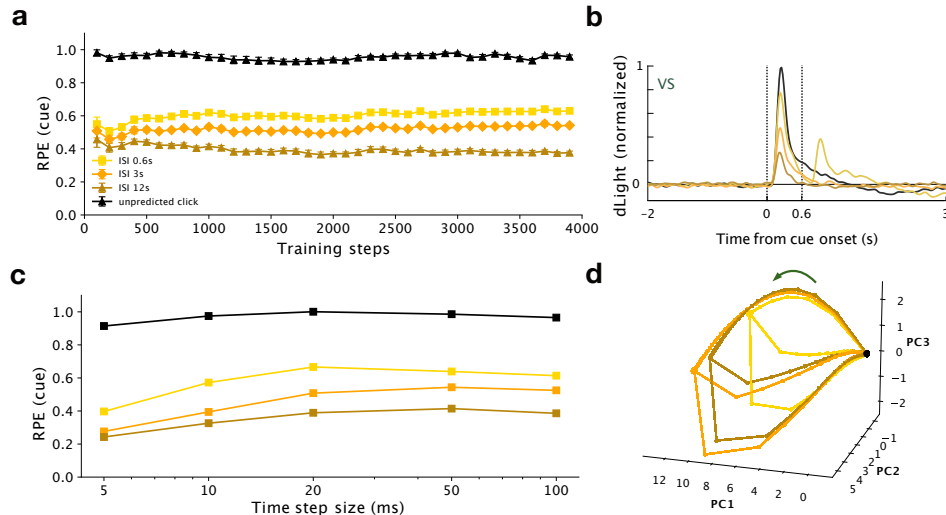 a
RPE (cue)
1.0
0.8
0.6
0.4
0.2
0.0
ISI 0.6s
ISI 3s
ISI 12s
unpredicted click
0 500 1000 1500 2000 2500 3000 3500 4000
Training steps
b
VS
dLight (normalized)
1
0
-2 0 0.6 3
Time from cue onset (s)
c
RPE (cue)
1.0
0.8
0.6
0.4
0.2
0.0
5 10 20 50 100
Time step size (ms)
d
2
1
0
−1
−2
PC3
−1
0
1
2
3
4
5
PC2
12 10 8 6 4 2 0
PC1